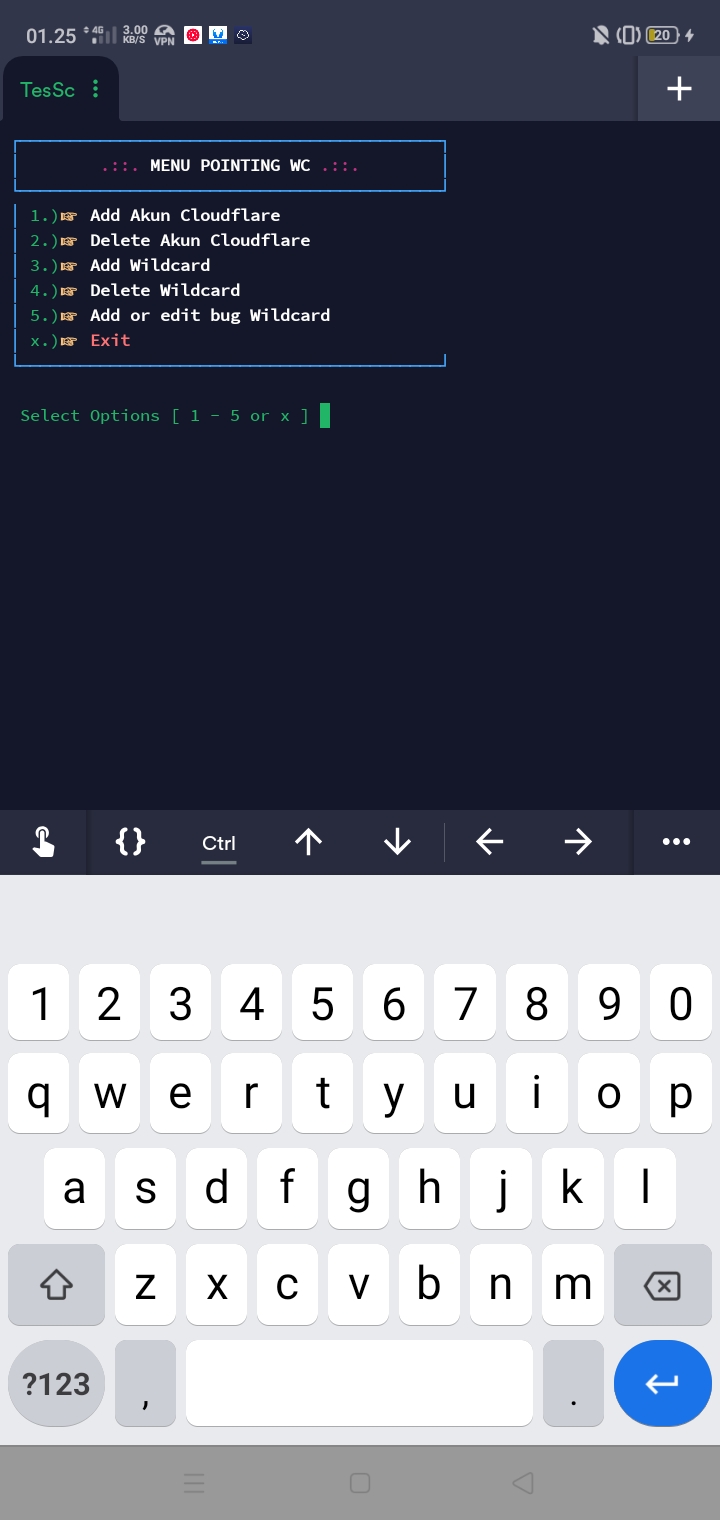 01.25 4G 3.00 KB/S VPN 20
TesSc
.::. MENU POINTING WC .::.
1.)☞ Add Akun Cloudflare
2.)☞ Delete Akun Cloudflare
3.)☞ Add Wildcard
4.)☞ Delete Wildcard
5.)☞ Add or edit bug Wildcard
x.)☞ Exit
Select Options [ 1 - 5 or x ]
{} Ctrl ↑ ↓ ← → •••
1 2 3 4 5 6 7 8 9 0
q w e r t y u i o p
a s d f g h j k l
z x c v b n m
?123 , .